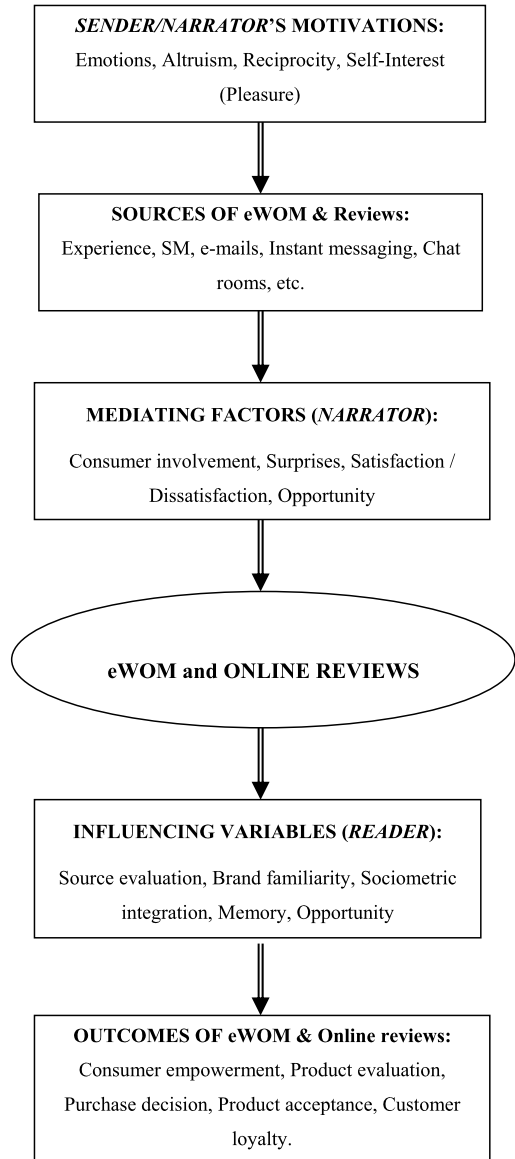 SENDER/NARRATOR'S MOTIVATIONS:
Emotions, Altruism, Reciprocity, Self-Interest
(Pleasure)
SOURCES OF eWOM & Reviews:
Experience, SM, e-mails, Instant messaging, Chat
rooms, etc.
MEDIATING FACTORS (NARRATOR):
Consumer involvement, Surprises, Satisfaction /
Dissatisfaction, Opportunity
eWOM and ONLINE REVIEWS
INFLUENCING VARIABLES (READER):
Source evaluation, Brand familiarity, Sociometric
integration, Memory, Opportunity
OUTCOMES OF eWOM & Online reviews:
Consumer empowerment, Product evaluation,
Purchase decision, Product acceptance, Customer
loyalty.